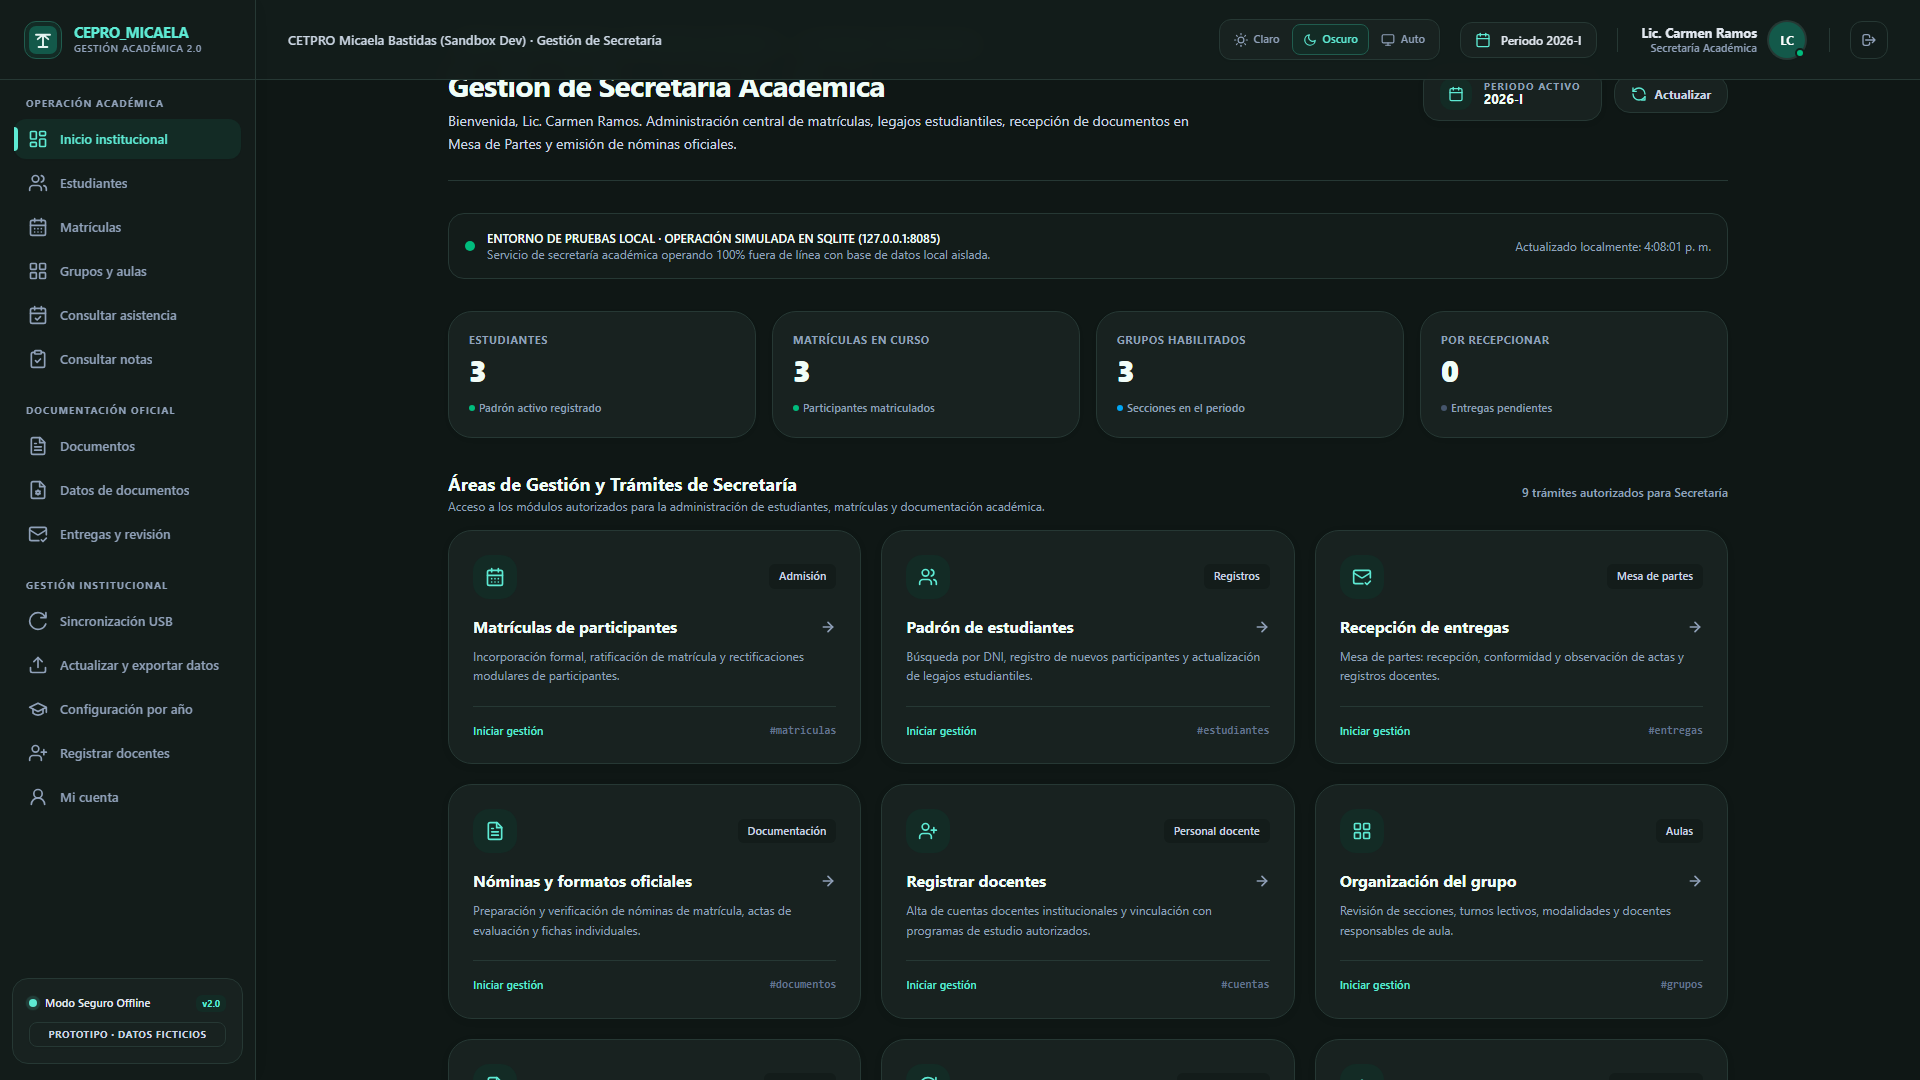 CEPRO_MICAELA
GESTIÓN ACADÉMICA 2.0
CETPRO Micaela Bastidas (Sandbox Dev) · Gestión de Secretaría
Claro
Oscuro
Auto
Periodo 2026-I
Lic. Carmen Ramos
Secretaría Académica
LC
OPERACIÓN ACADÉMICA
Inicio institucional
Estudiantes
Matrículas
Grupos y aulas
Consultar asistencia
Consultar notas
DOCUMENTACIÓN OFICIAL
Documentos
Datos de documentos
Entregas y revisión
GESTIÓN INSTITUCIONAL
Sincronización USB
Actualizar y exportar datos
Configuración por año
Registrar docentes
Mi cuenta
Modo Seguro Offline
v2.0
PROTOTIPO · DATOS FICTICIOS
Gestión de Secretaría Académica
Bienvenida, Lic. Carmen Ramos. Administración central de matrículas, legajos estudiantiles, recepción de documentos en
Mesa de Partes y emisión de nóminas oficiales.
PERIODO ACTIVO
2026-I
Actualizar
ENTORNO DE PRUEBAS LOCAL · OPERACIÓN SIMULADA EN SQLITE (127.0.0.1:8085)
Servicio de secretaría académica operando 100% fuera de línea con base de datos local aislada.
Actualizado localmente: 4:08:01 p. m.
ESTUDIANTES
3
Padrón activo registrado
MATRÍCULAS EN CURSO
3
Participantes matriculados
GRUPOS HABILITADOS
3
Secciones en el periodo
POR RECEPCIONAR
0
Entregas pendientes
Áreas de Gestión y Trámites de Secretaría
Acceso a los módulos autorizados para la administración de estudiantes, matrículas y documentación académica.
9 trámites autorizados para Secretaría
Admisión
Matrículas de participantes
Incorporación formal, ratificación de matrícula y rectificaciones
modulares de participantes.
Iniciar gestión
#matriculas
Registros
Padrón de estudiantes
Búsqueda por DNI, registro de nuevos participantes y actualización
de legajos estudiantiles.
Iniciar gestión
#estudiantes
Mesa de partes
Recepción de entregas
Mesa de partes: recepción, conformidad y observación de actas y
registros docentes.
Iniciar gestión
#entregas
Documentación
Nóminas y formatos oficiales
Preparación y verificación de nóminas de matrícula, actas de
evaluación y fichas individuales.
Iniciar gestión
#documentos
Personal docente
Registrar docentes
Alta de cuentas docentes institucionales y vinculación con
programas de estudio autorizados.
Iniciar gestión
#cuentas
Aulas
Organización del grupo
Revisión de secciones, turnos lectivos, modalidades y docentes
responsables de aula.
Iniciar gestión
#grupos